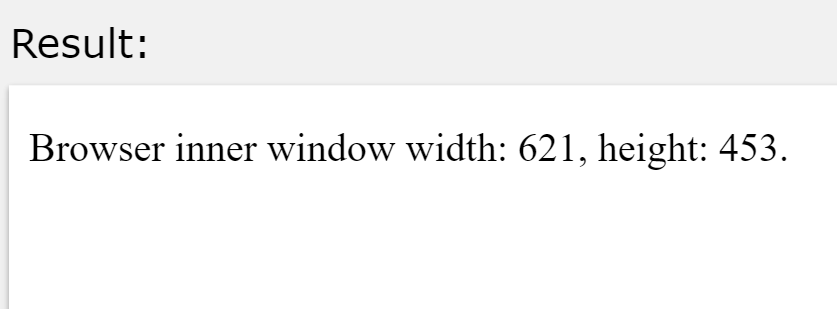 Result:
Browser inner window width: 621, height: 453.